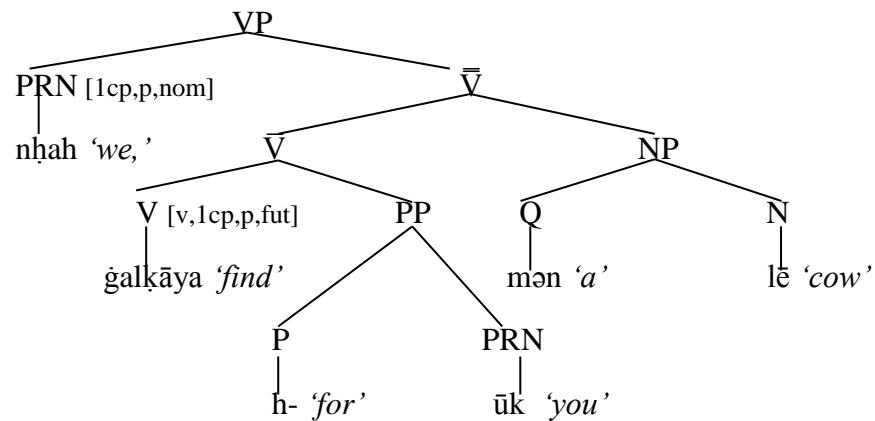 VP
PRN [1cp,p,nom] V̿
nḥah ‘we,’ V̅ NP
V [v,1cp,p,fut] PP Q N
ġalḳāya ‘find’ mən ‘a’ lē ‘cow’
P PRN
h- ‘for’ ūk ‘you’